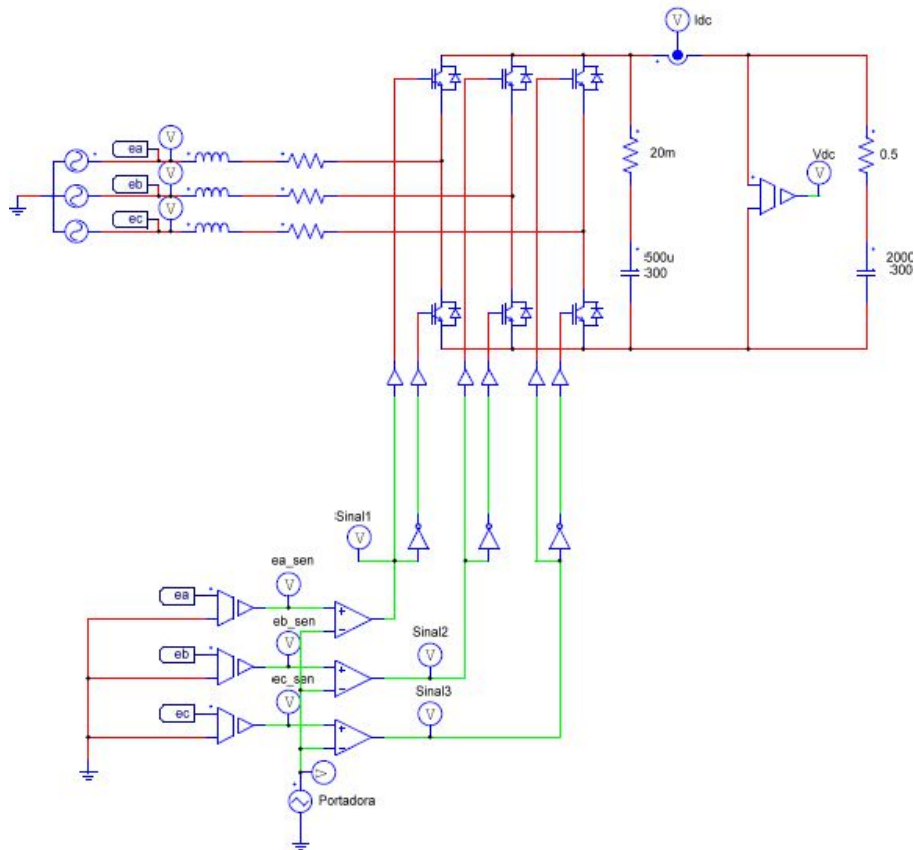 V Idc
ea V
eb V
ec V
20m
Vdc
V
0.5
500u
300
2000
300
Sinal1
V
ea_sen
V
ea
eb_sen
V
eb
Sinal2
V
ec_sen
V
ec
Sinal3
V
V
Portadora